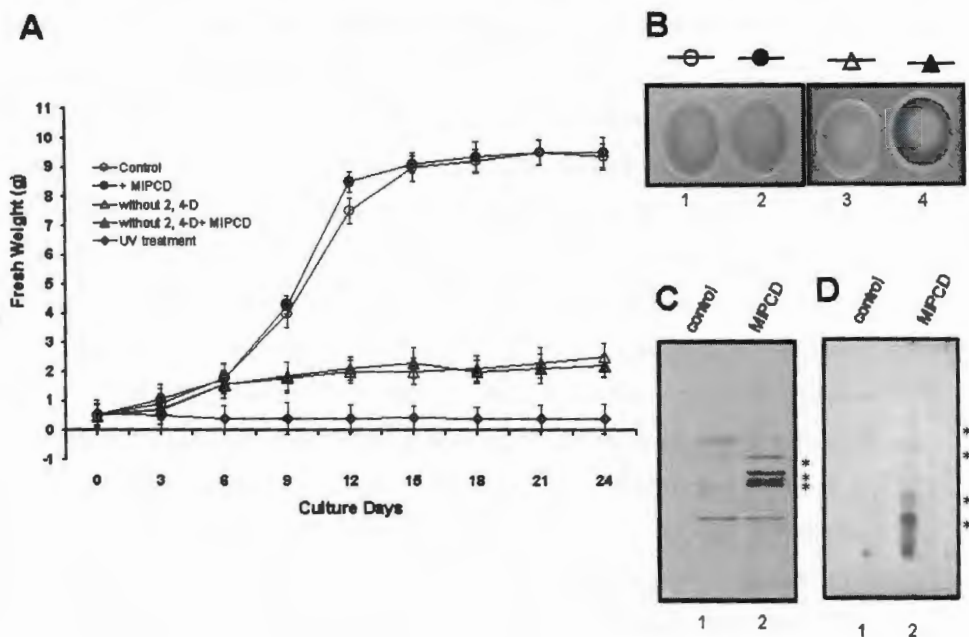 A
Fresh Weight (g)
11
10
9
8
7
6
5
4
3
2
1
0
-1
Control
+ MIPCD
without 2, 4-D
without 2, 4-D+ MIPCD
UV treatment
0 3 6 9 12 15 18 21 24
Culture Days
B
1 2 3 4
C
control MIPCD
*
**
1 2
D
control MIPCD
*
*
*
*
1 2